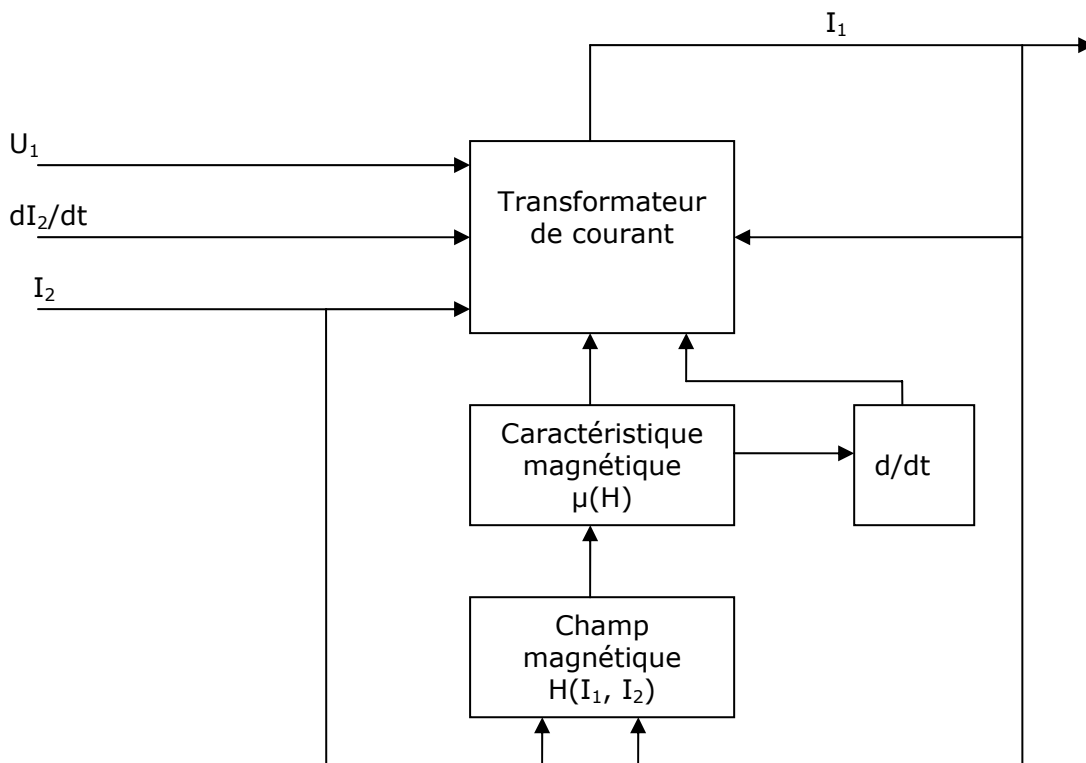 I₁
U₁
dI₂/dt
I₂
Transformateur
de courant
Caractéristique
magnétique
µ(H)
d/dt
Champ
magnétique
H(I₁, I₂)